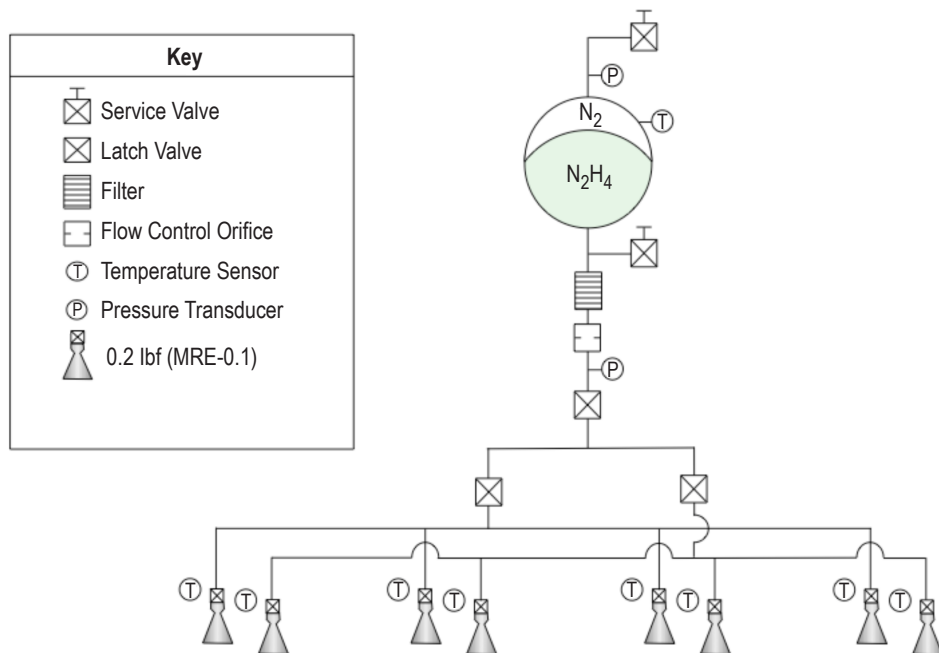 Key
Service Valve
Latch Valve
Filter
Flow Control Orifice
T Temperature Sensor
P Pressure Transducer
0.2 lbf (MRE-0.1)
P
N₂
T
N₂H₄
P
T
T
T
T
T
T
T
T